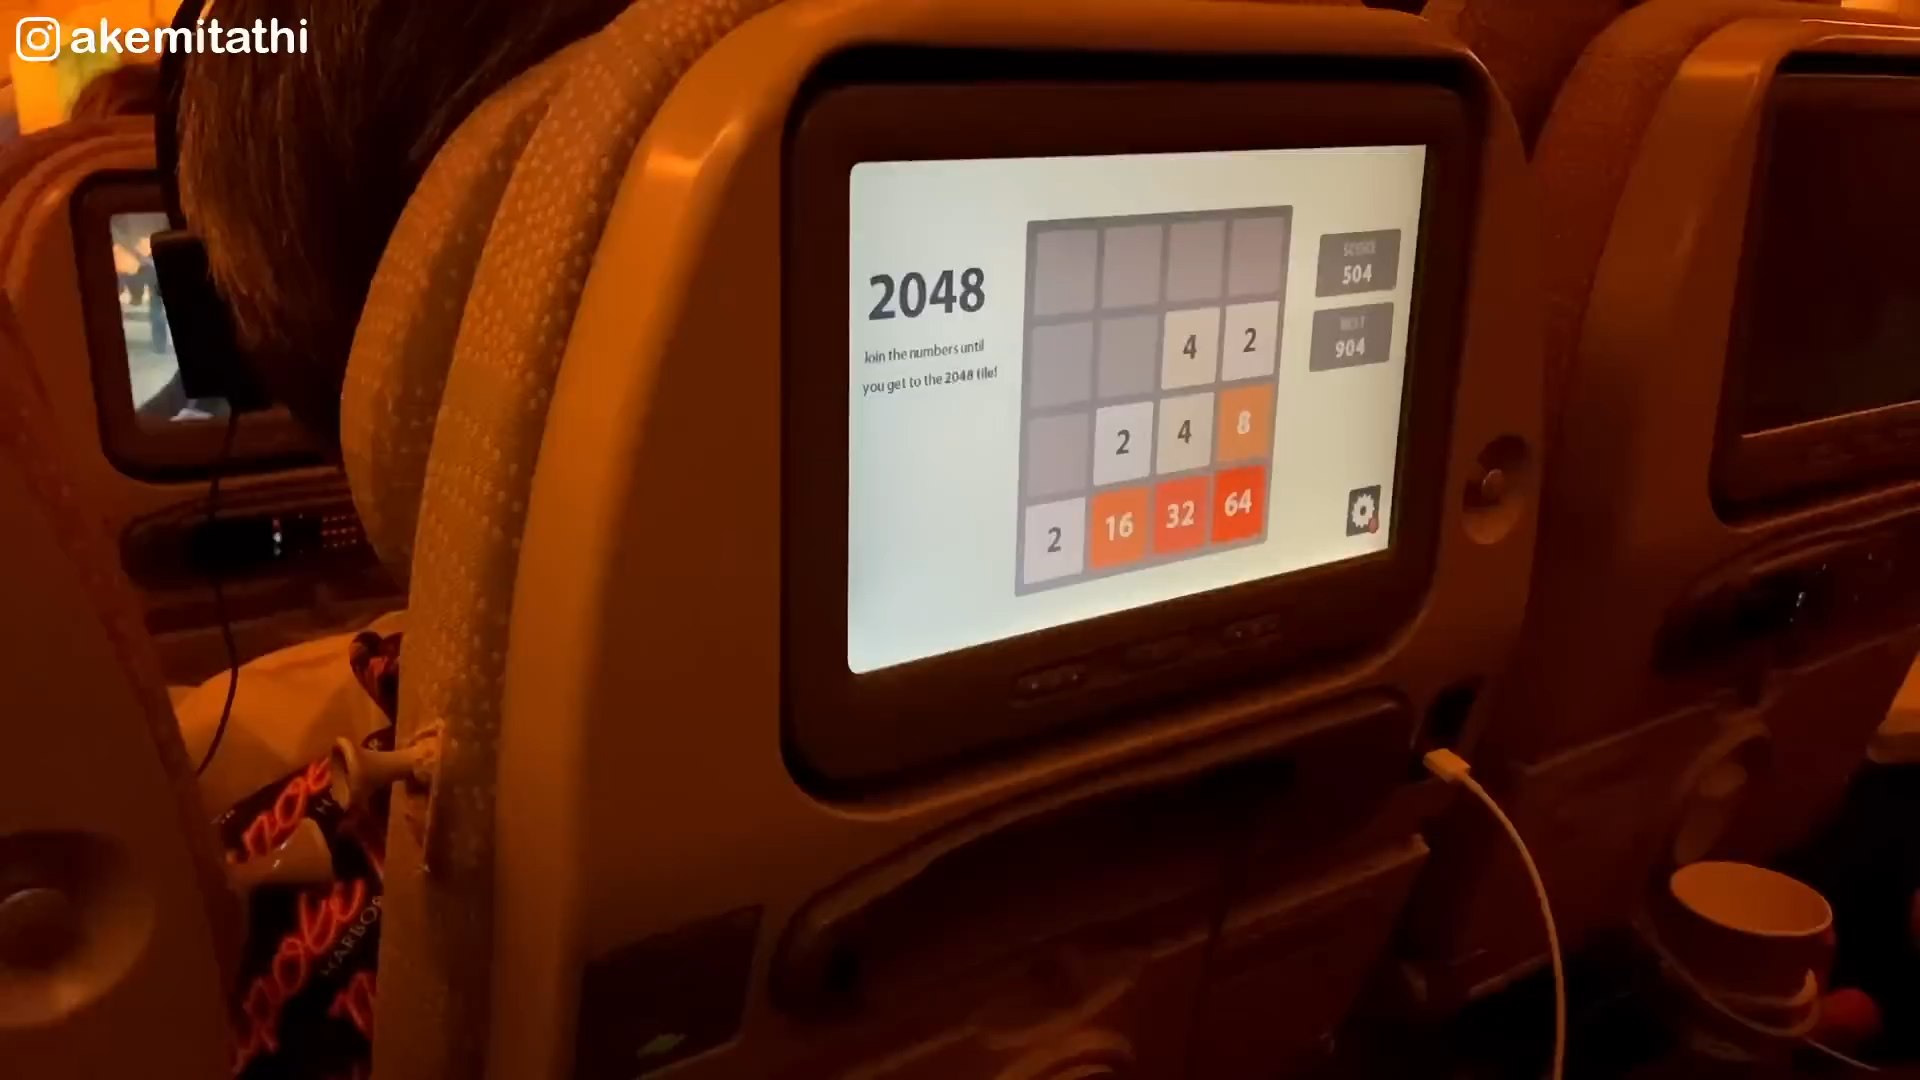 akemitathi
2048
Join the numbers until
you get to the 2048 tile!
SCORE
504
BEST
904
4 2
2 4 8
2 16 32 64